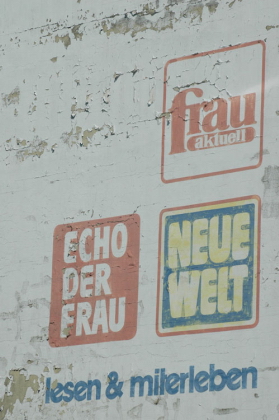 frau
aktuell
ECHO
DER
FRAU
NEUE
WELT
lesen & miterleben